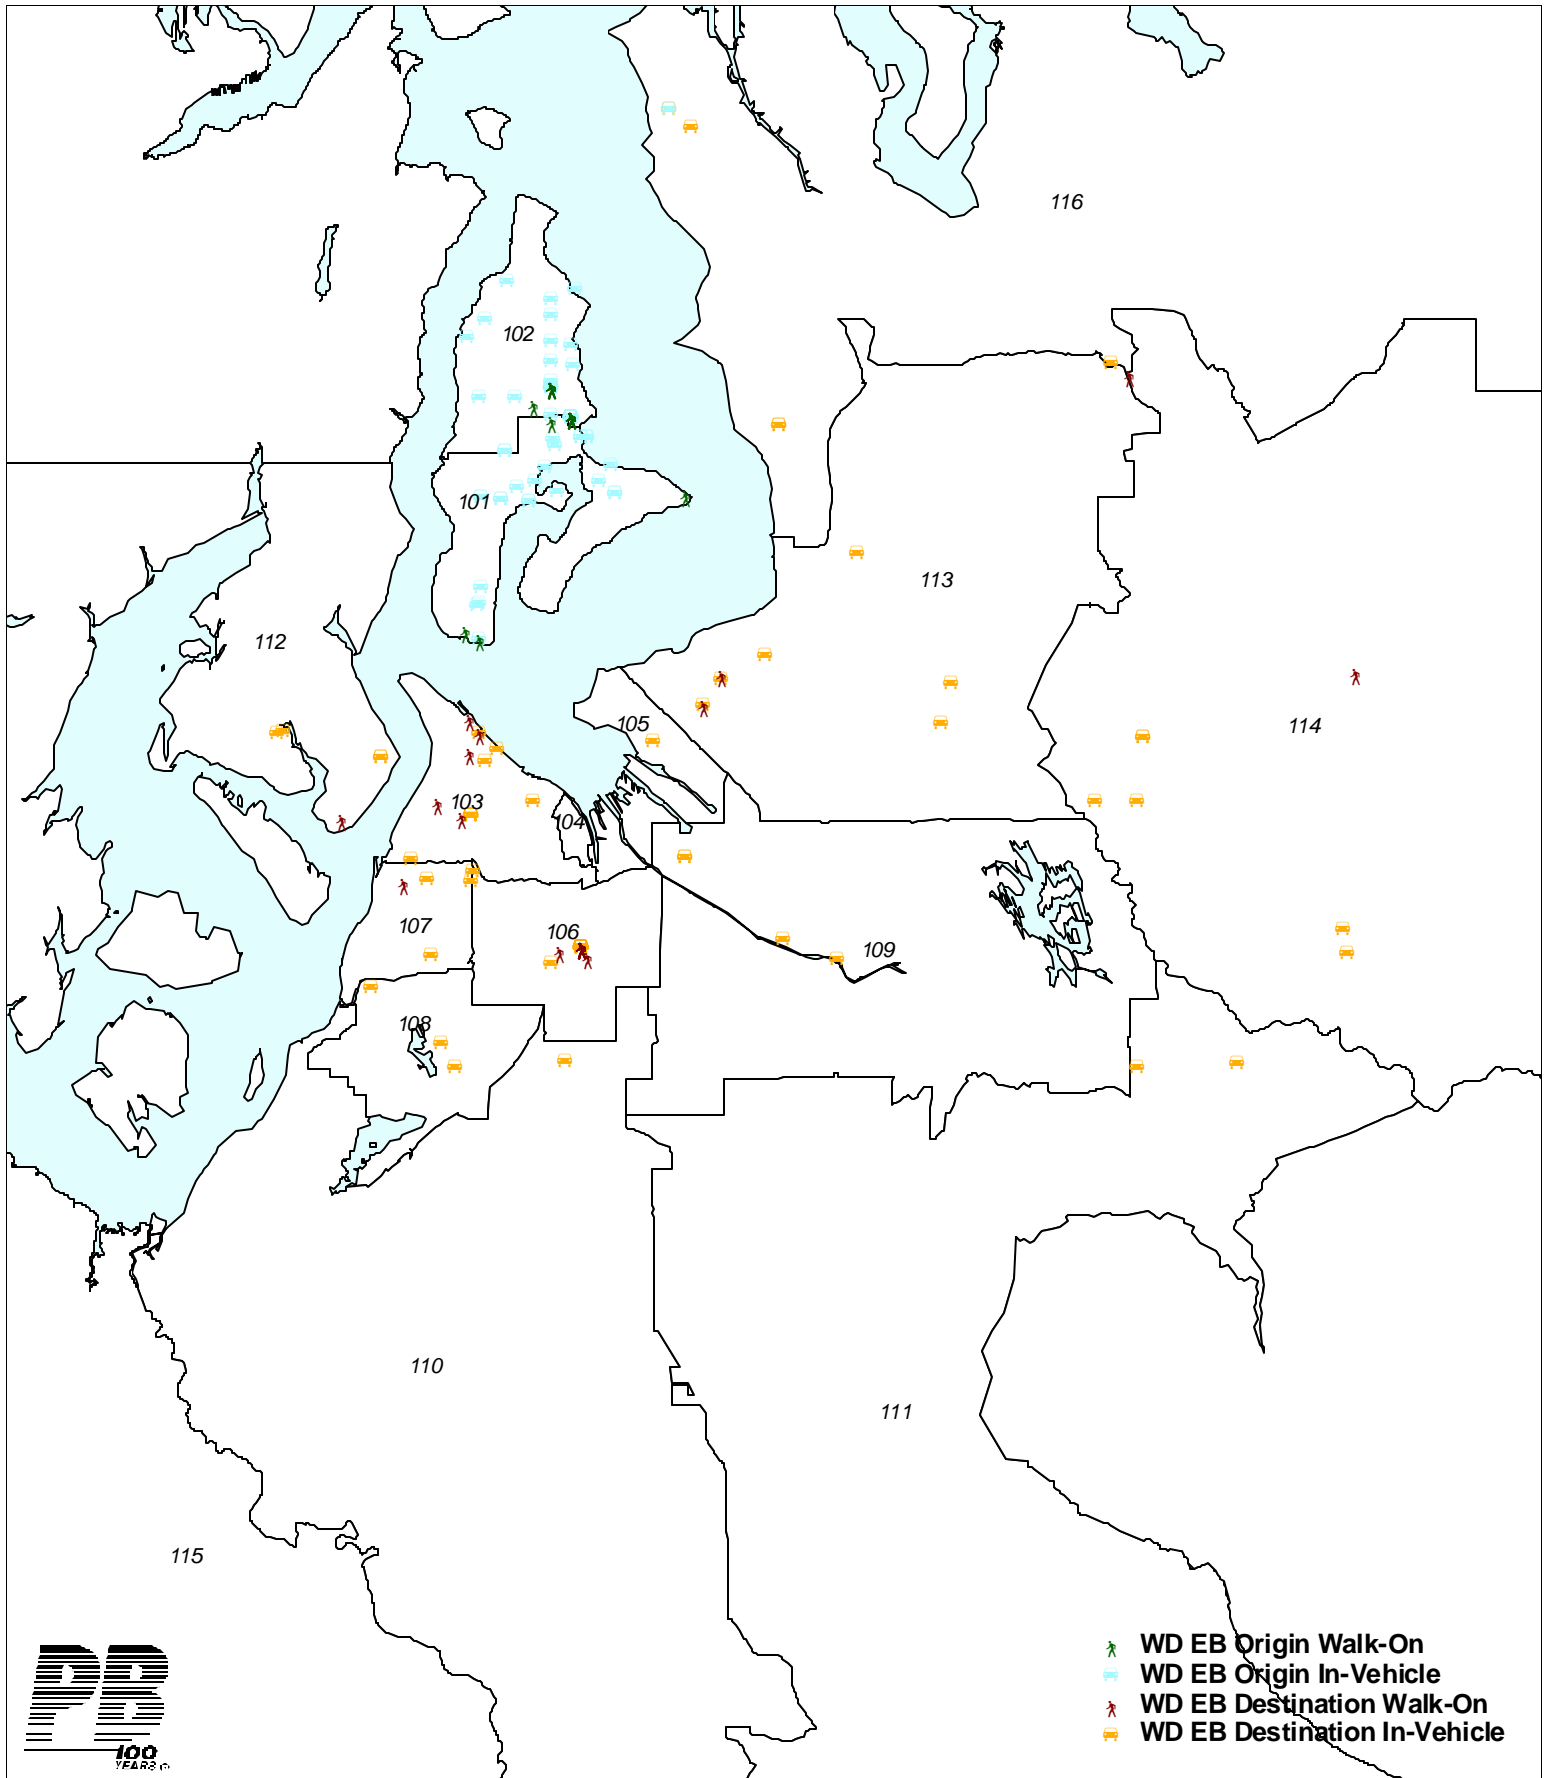 116
102
101
113
112
105
114
103
104
107
106
109
108
110
111
115
WD EB Origin Walk-On
WD EB Origin In-Vehicle
WD EB Destination Walk-On
WD EB Destination In-Vehicle
PB
100
YEARS ®